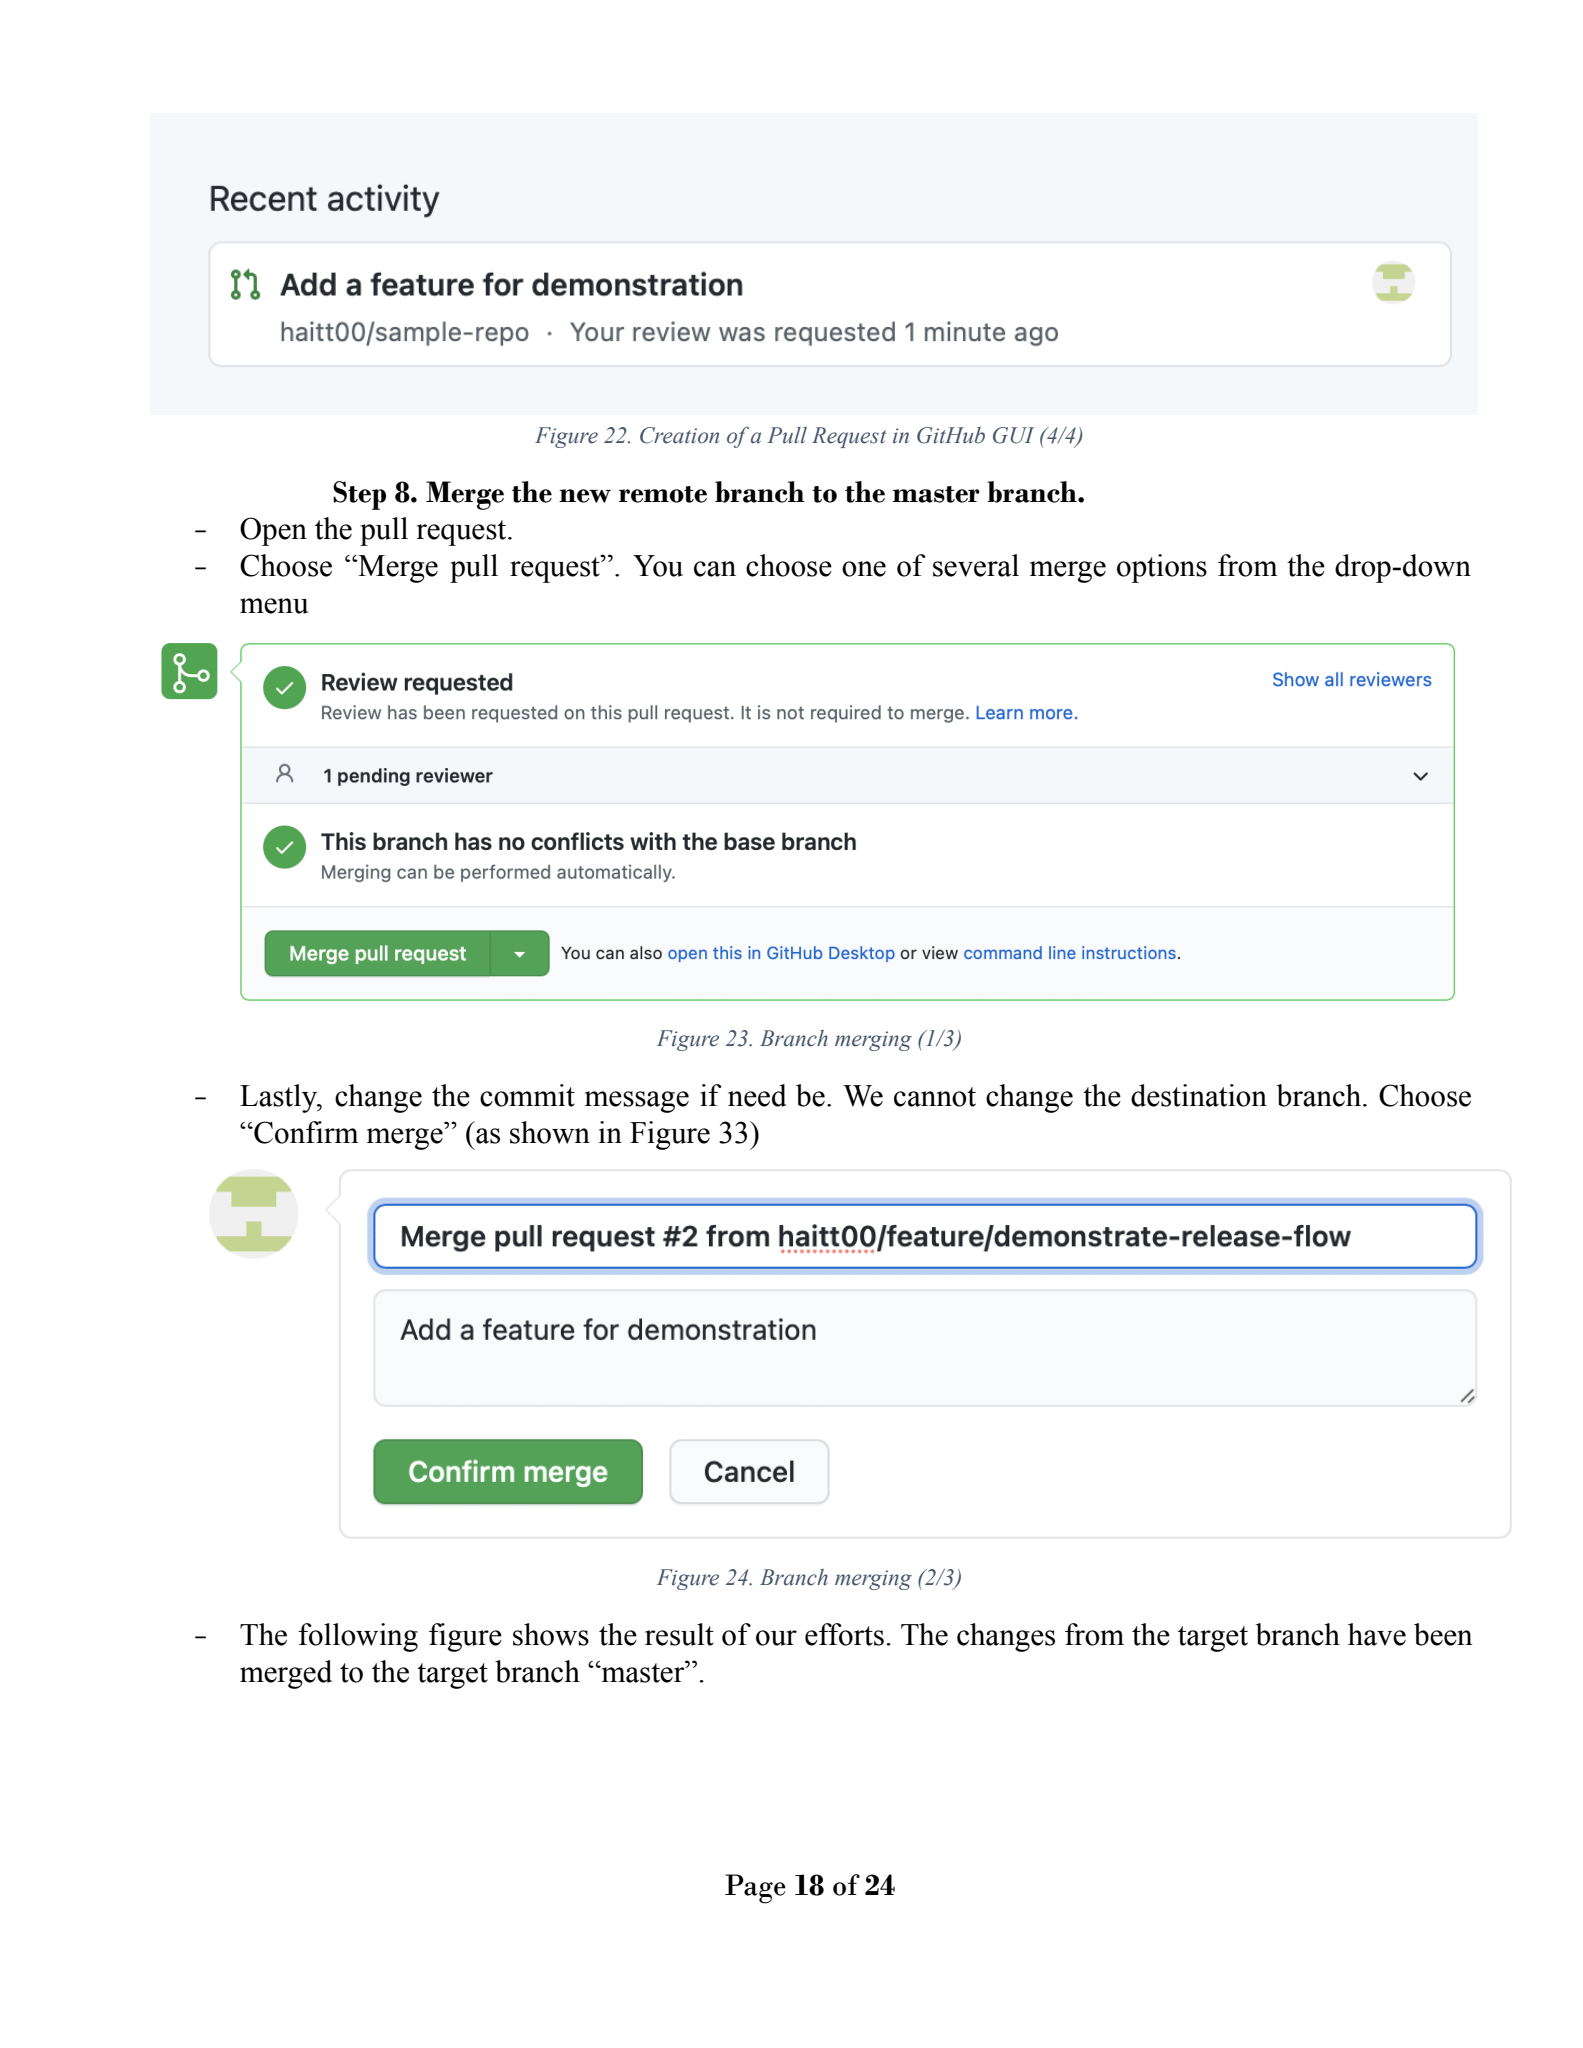 Recent activity
Add a feature for demonstration
haitt00/sample-repo · Your review was requested 1 minute ago
Figure 22. Creation of a Pull Request in GitHub GUI (4/4)
Step 8. Merge the new remote branch to the master branch.
- Open the pull request.
- Choose “Merge pull request”. You can choose one of several merge options from the drop-down
menu
Review requested
Show all reviewers
Review has been requested on this pull request. It is not required to merge. Learn more.
1 pending reviewer
This branch has no conflicts with the base branch
Merging can be performed automatically.
Merge pull request You can also open this in GitHub Desktop or view command line instructions.
Figure 23. Branch merging (1/3)
- Lastly, change the commit message if need be. We cannot change the destination branch. Choose
“Confirm merge” (as shown in Figure 33)
Merge pull request #2 from haitt00/feature/demonstrate-release-flow
Add a feature for demonstration
Confirm merge Cancel
Figure 24. Branch merging (2/3)
- The following figure shows the result of our efforts. The changes from the target branch have been
merged to the target branch “master”.
Page 18 of 24